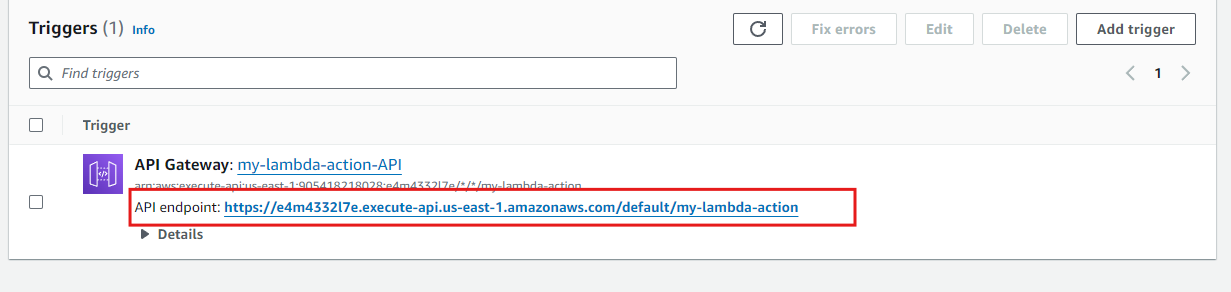 Triggers (1) Info
Fix errors Edit Delete Add trigger
Find triggers
1
Trigger
API Gateway: my-lambda-action-API
arn:aws:execute-api:us-east-1:905418218028:e4m4332l7e/*/*/my-lambda-action
API endpoint: https://e4m4332l7e.execute-api.us-east-1.amazonaws.com/default/my-lambda-action
Details